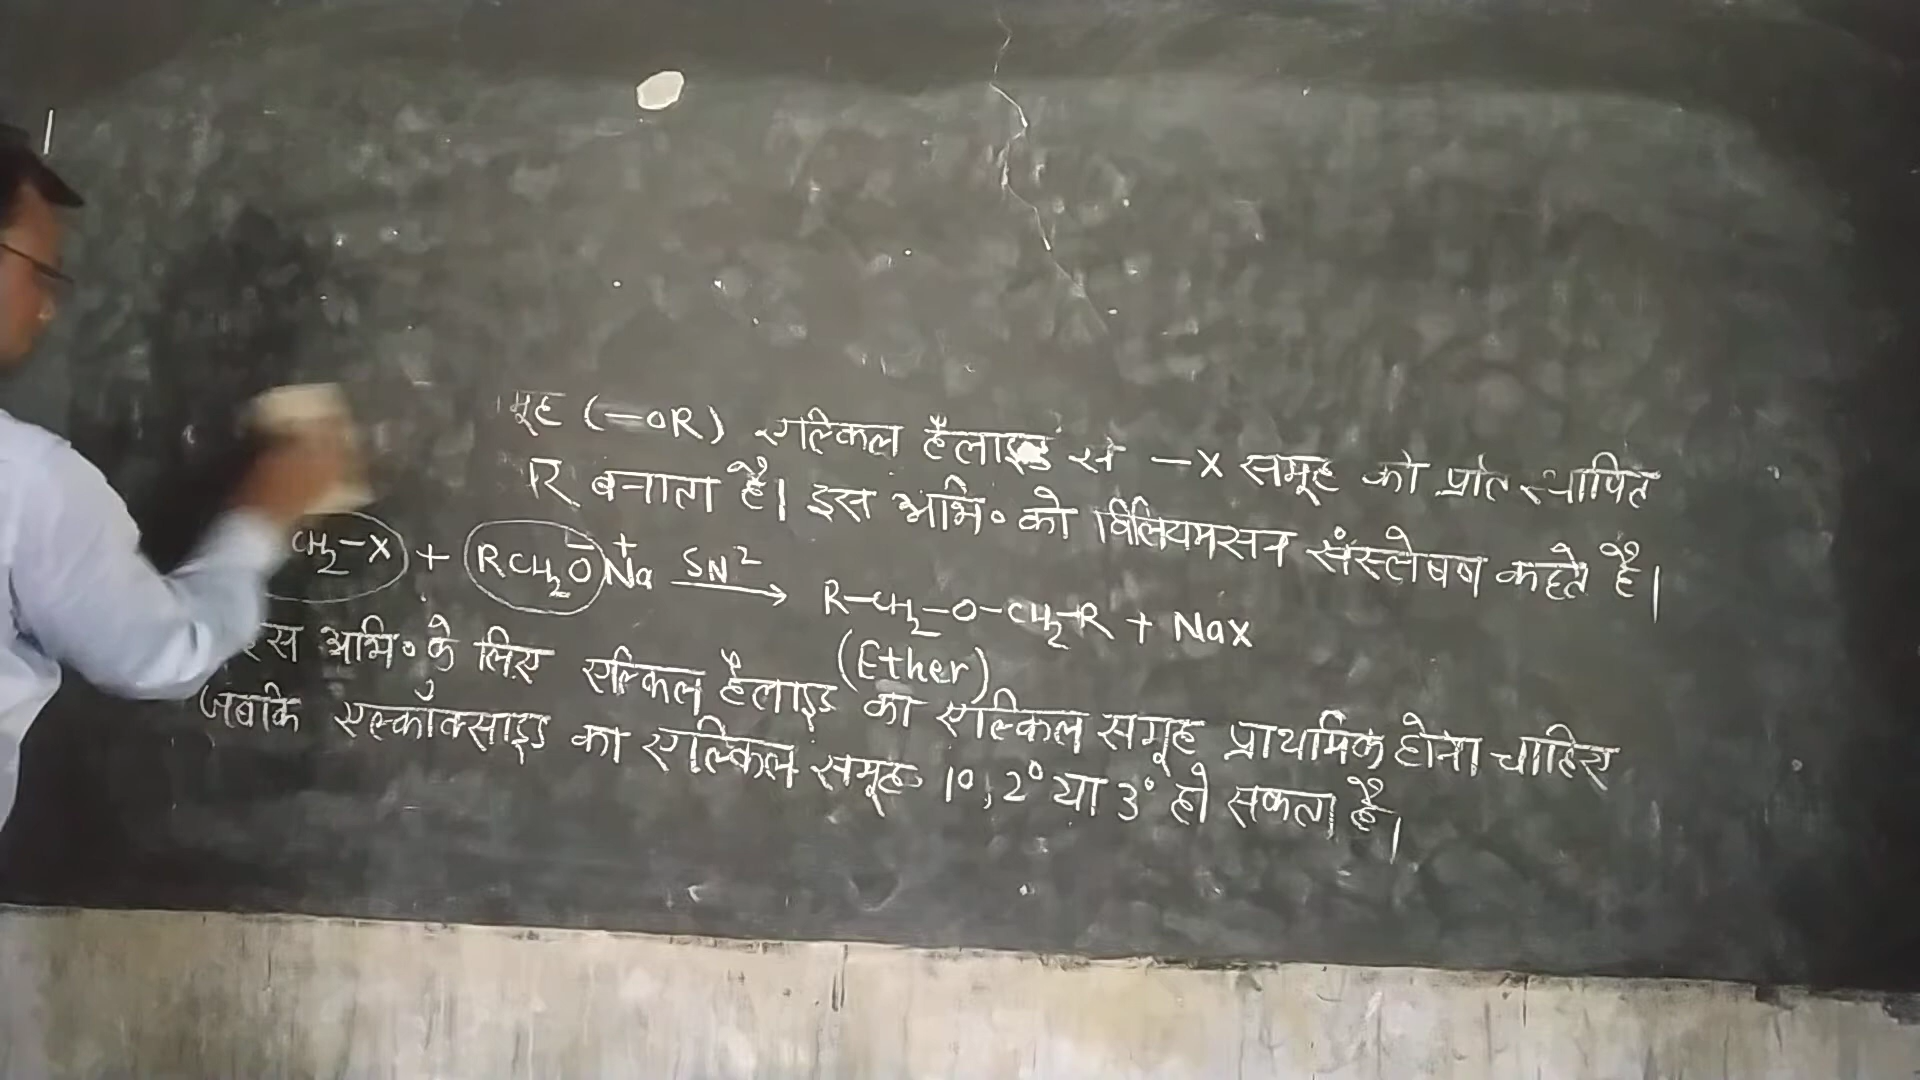 मूह (-OR) एल्किल हैलाइड से -X समूह को प्रतिस्थापित
R बनाता है। इस अभि० को विलियमसन संस्लेषण कहते है।
CH₂-X + RCH₂O⁻ Na⁺ SN² → R-CH₂-O-CH₂-R + NaX
(Ether)
इस अभि० के लिए एल्किल हैलाइड का एल्किल समूह प्राथमिक होना चाहिए
जबकि एल्कॉक्साइड का एल्किल समूह 1°, 2° या 3° हो सकता है।